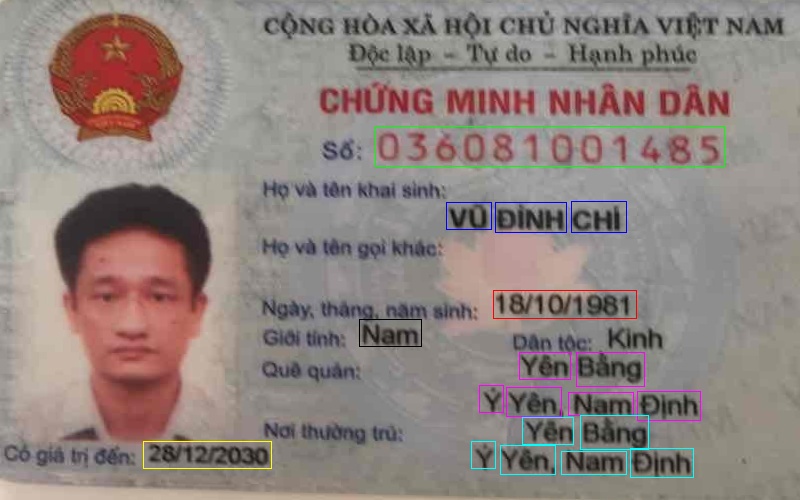 CỘNG HÒA XÃ HỘI CHỦ NGHĨA VIỆT NAM
Độc lập – Tự do – Hạnh phúc
CHỨNG MINH NHÂN DÂN
Số: 036081001485
Họ và tên khai sinh:
VŨ ĐÌNH CHỈ
Họ và tên gọi khác:
Ngày, tháng, năm sinh: 18/10/1981
Giới tính: Nam Dân tộc: Kinh
Quê quán: Yên Bằng
Ý Yên, Nam Định
Nơi thường trú: Yên Bằng
Ý Yên, Nam Định
Có giá trị đến: 28/12/2030